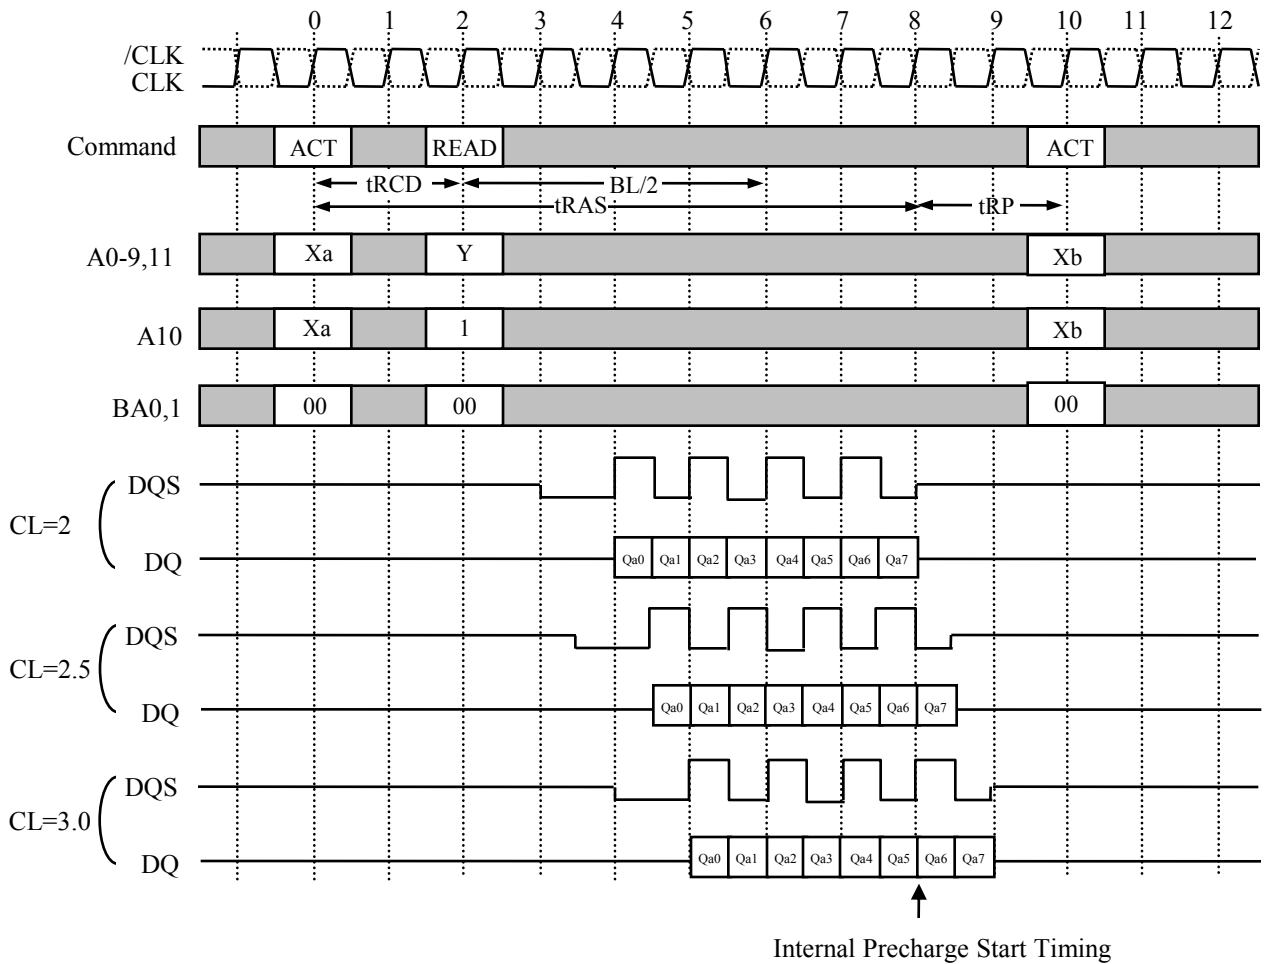 0 1 2 3 4 5 6 7 8 9 10 11 12
/CLK
CLK
Command ACT READ ACT
tRCD BL/2
tRAS tRP
A0-9,11 Xa Y Xb
A10 Xa 1 Xb
BA0,1 00 00 00
DQS
CL=2
DQ Qa0 Qa1 Qa2 Qa3 Qa4 Qa5 Qa6 Qa7
DQS
CL=2.5
DQ Qa0 Qa1 Qa2 Qa3 Qa4 Qa5 Qa6 Qa7
DQS
CL=3.0
DQ Qa0 Qa1 Qa2 Qa3 Qa4 Qa5 Qa6 Qa7
Internal Precharge Start Timing